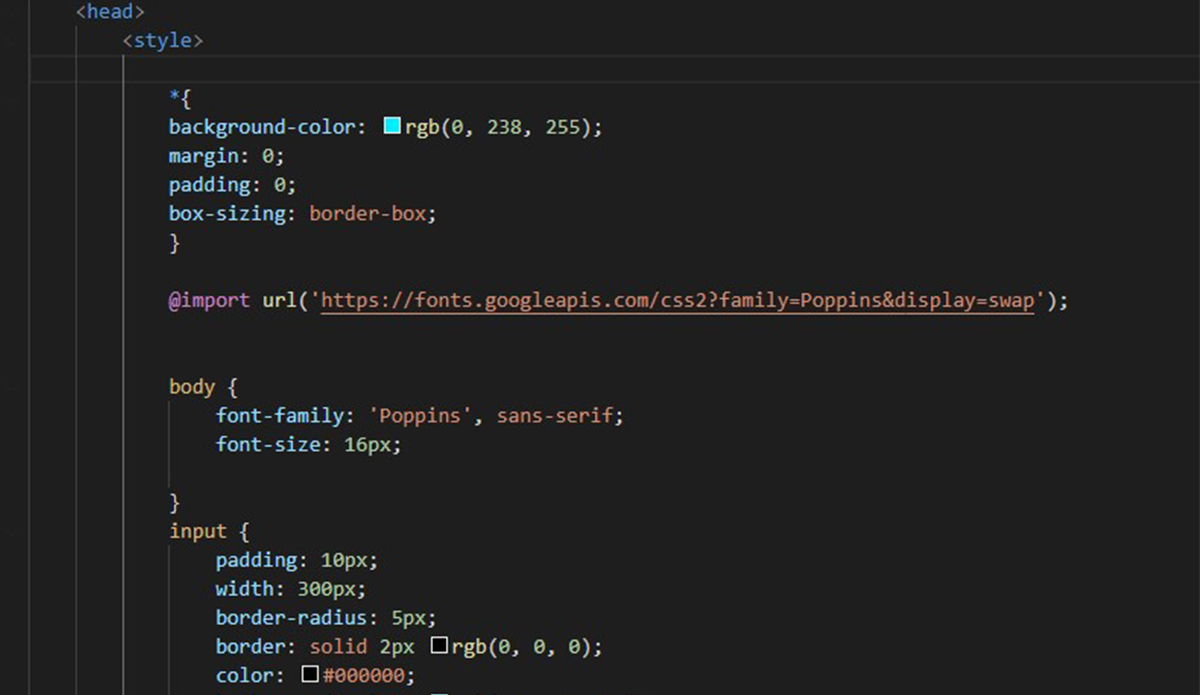 <head>
<style>
*{
background-color: rgb(0, 238, 255);
margin: 0;
padding: 0;
box-sizing: border-box;
}
@import url('https://fonts.googleapis.com/css2?family=Poppins&display=swap');
body {
font-family: 'Poppins', sans-serif;
font-size: 16px;
}
input {
padding: 10px;
width: 300px;
border-radius: 5px;
border: solid 2px rgb(0, 0, 0);
color: #000000;